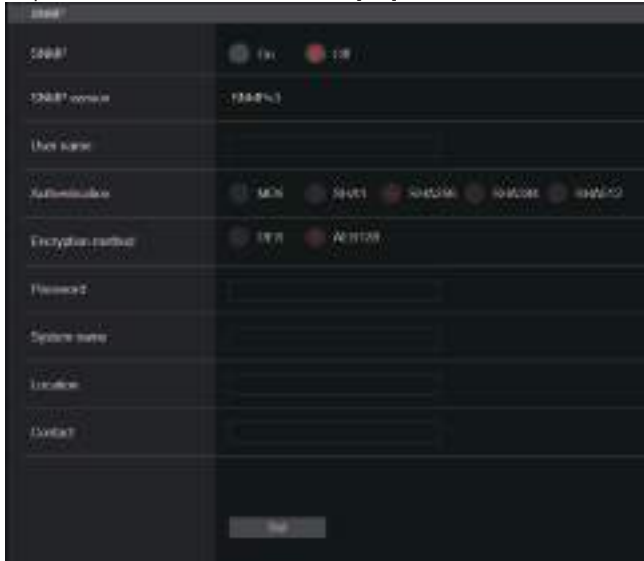 SNMP
SNMP On Off
SNMP version SNMPv3
User name
Authentication MD5 SHA1 SHA256 SHA384 SHA512
Encryption method DES AES128
Password
System name
Location
Contact
Set